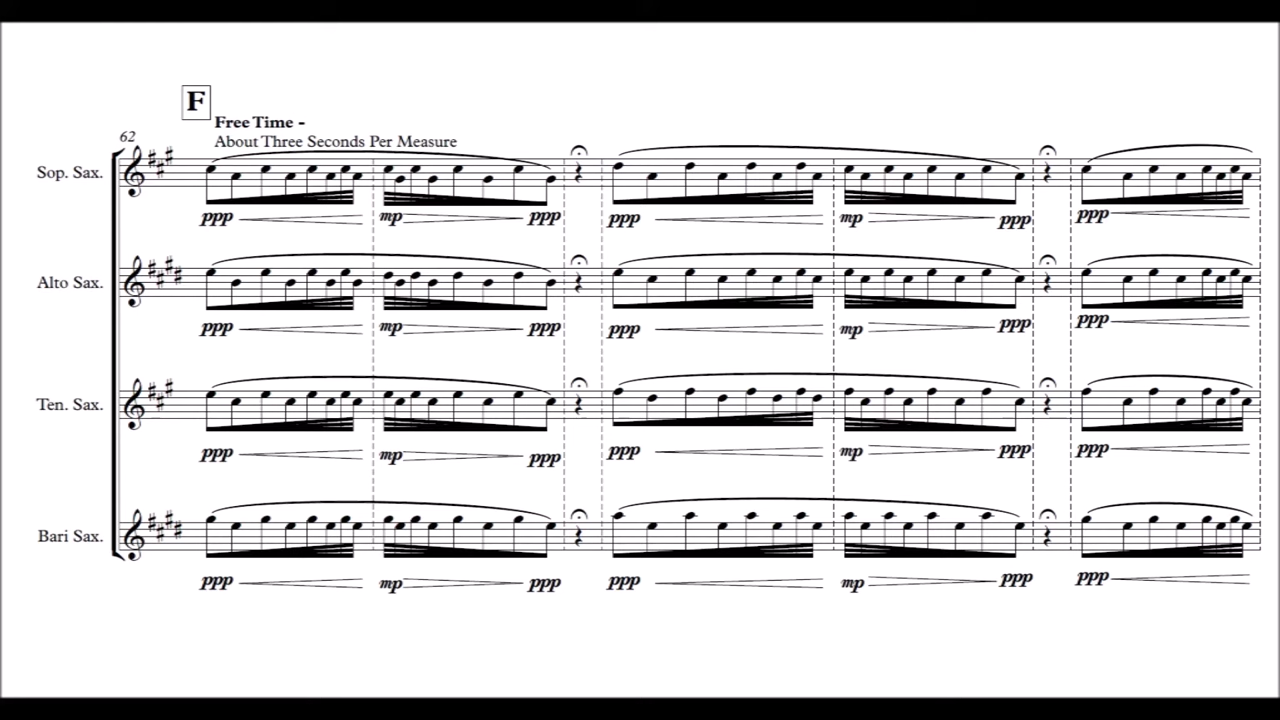 F
Free Time -
62
About Three Seconds Per Measure
Sop. Sax.
ppp mp ppp ppp mp ppp ppp
Alto Sax.
ppp mp ppp ppp mp ppp ppp
Ten. Sax.
ppp mp ppp ppp mp ppp ppp
Bari Sax.
ppp mp ppp ppp mp ppp ppp